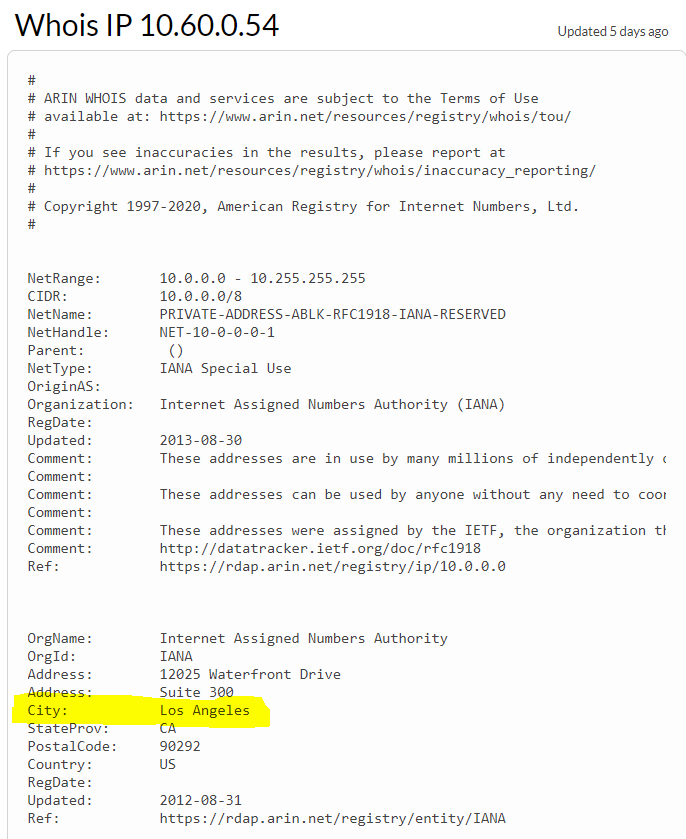 Whois IP 10.60.0.54
Updated 5 days ago
#
# ARIN WHOIS data and services are subject to the Terms of Use
# available at: https://www.arin.net/resources/registry/whois/tou/
#
# If you see inaccuracies in the results, please report at
# https://www.arin.net/resources/registry/whois/inaccuracy_reporting/
#
# Copyright 1997-2020, American Registry for Internet Numbers, Ltd.
#
NetRange: 10.0.0.0 - 10.255.255.255
CIDR: 10.0.0.0/8
NetName: PRIVATE-ADDRESS-ABLK-RFC1918-IANA-RESERVED
NetHandle: NET-10-0-0-0-1
Parent: ()
NetType: IANA Special Use
OriginAS:
Organization: Internet Assigned Numbers Authority (IANA)
RegDate:
Updated: 2013-08-30
Comment: These addresses are in use by many millions of independently
Comment:
Comment: These addresses can be used by anyone without any need to
Comment:
Comment: These addresses were assigned by the IETF, the organization
Comment: http://datatracker.ietf.org/doc/rfc1918
Ref: https://rdap.arin.net/registry/ip/10.0.0.0
OrgName: Internet Assigned Numbers Authority
OrgId: IANA
Address: 12025 Waterfront Drive
Address: Suite 300
City: Los Angeles
StateProv: CA
PostalCode: 90292
Country: US
RegDate:
Updated: 2012-08-31
Ref: https://rdap.arin.net/registry/entity/IANA